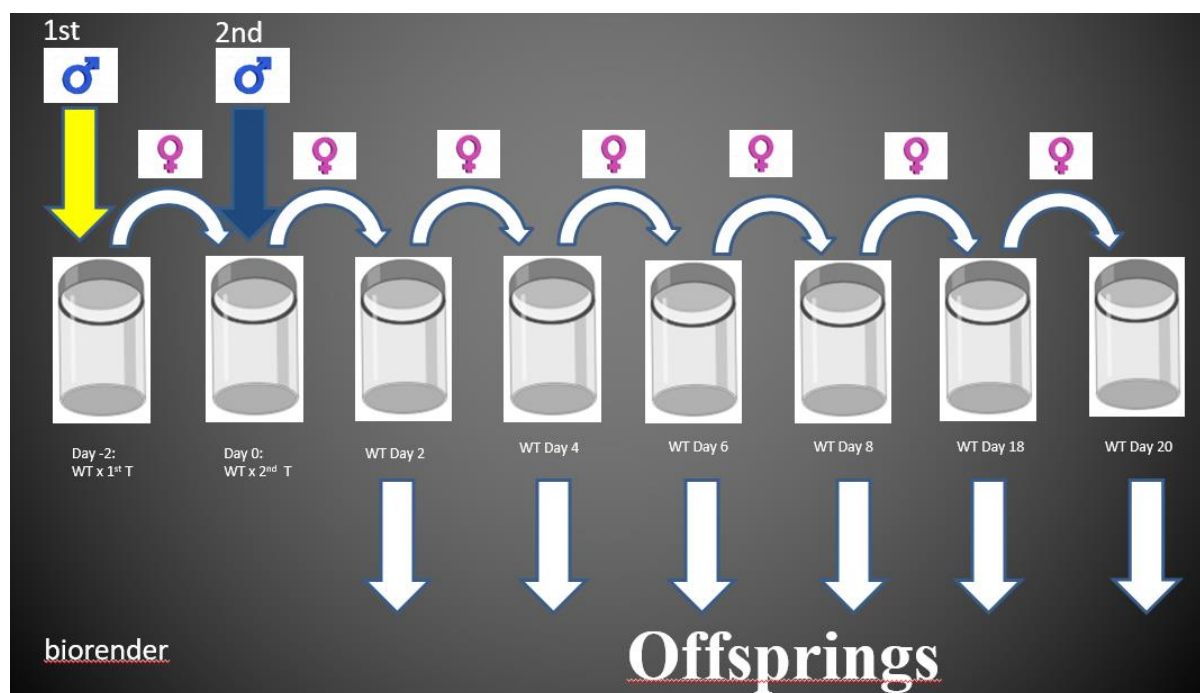 1st
2nd
Day -2:
WT x 1st T
Day 0:
WT x 2nd T
WT Day 2
WT Day 4
WT Day 6
WT Day 8
WT Day 18
WT Day 20
biorender
Offsprings